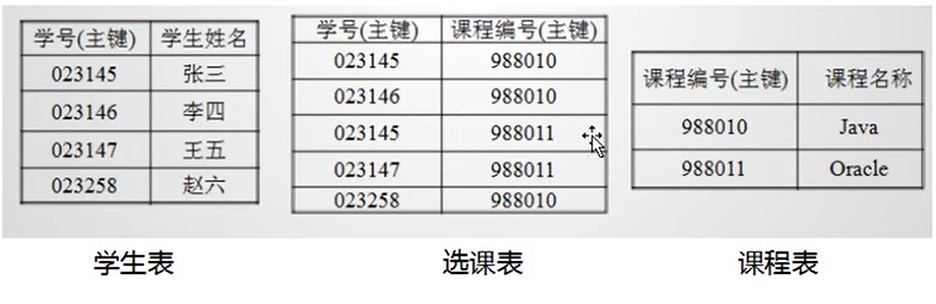 学号(主键) 学生姓名
023145 张三
023146 李四
023147 王五
023258 赵六
学生表
学号(主键) 课程编号(主键)
023145 988010
023146 988010
023145 988011
023147 988011
023258 988010
选课表
课程编号(主键) 课程名称
988010 Java
988011 Oracle
课程表